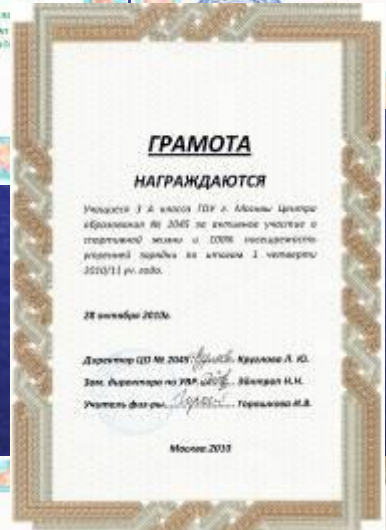 ГРАМОТА
НАГРАЖДАЮТСЯ
Учащиеся 3 А класса ГОУ г. Москвы Центра
образования № 2045 за активное участие в
спортивной жизни и 100% посещаемость
утренней зарядки по итогам 1 четверти
2010/11 уч. года.
28 октября 2010г.
Директор ЦО № 2045 Круглова Л. Ю.
Зам. директора по УВР Н.Н.
Учитель физ-ры Горшкова И.В.
Москва 2010